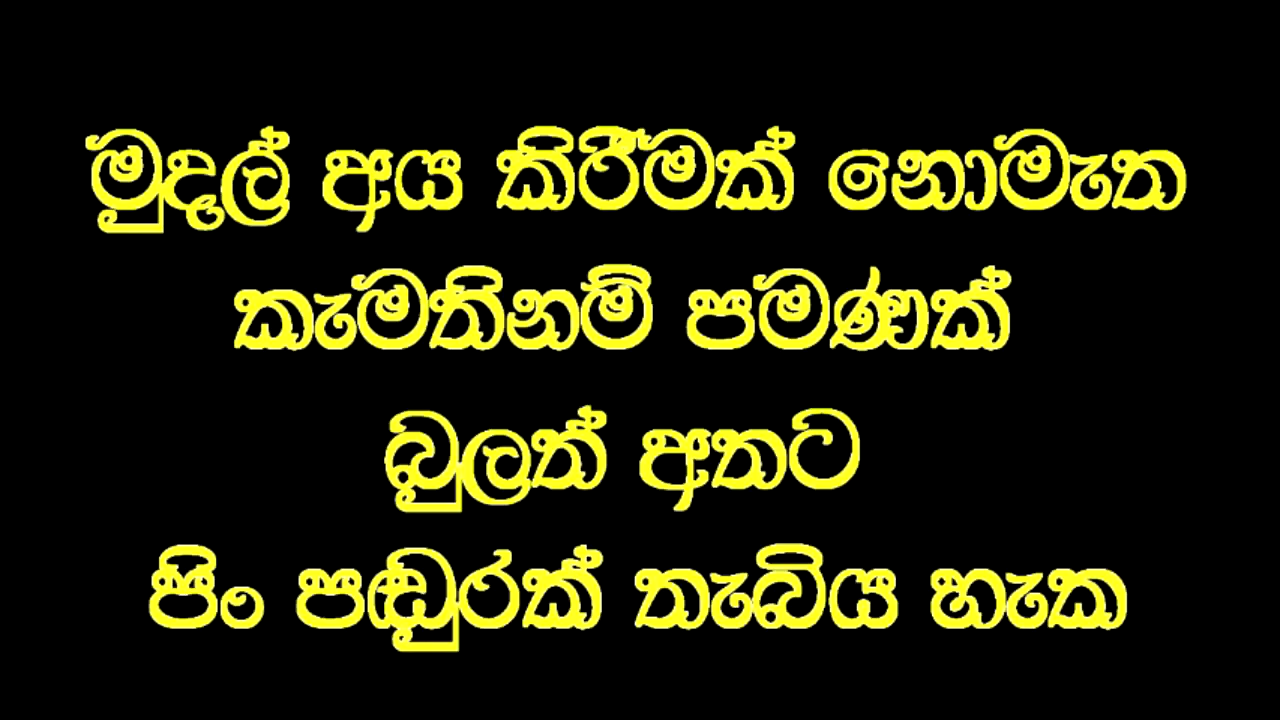 මුදල් අය කිරීමක් නොමැත
කැමතිනම් පමණක්
බුලත් අතට
පිං පඬුරක් තැබිය හැක